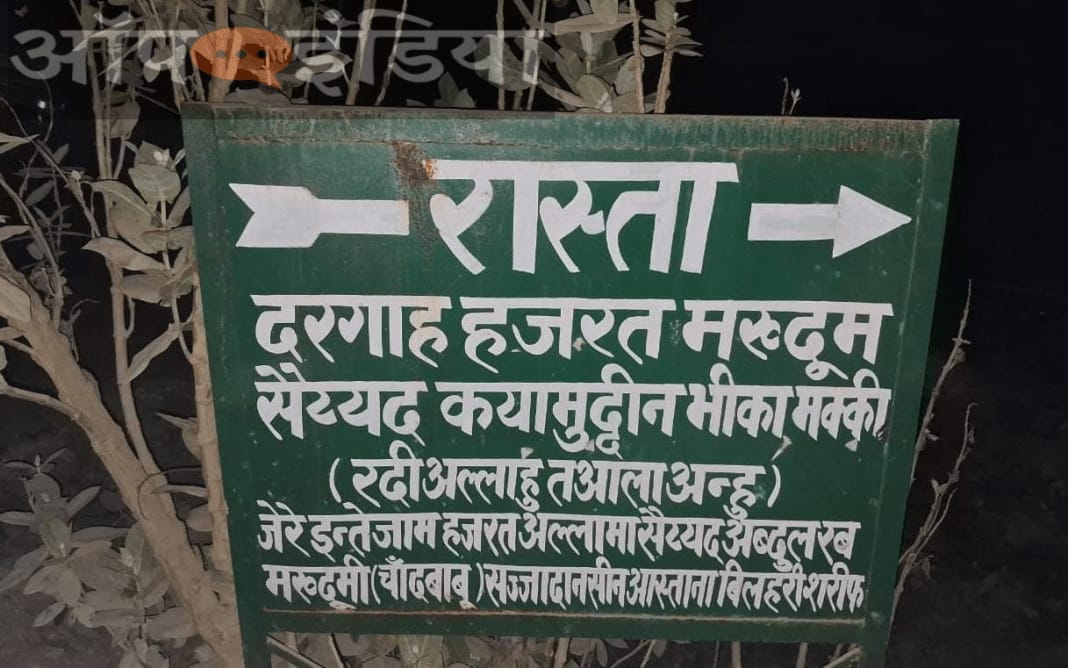 ऑपइंडिया
रास्ता
दरगाह हजरत मख्दूम
सैय्यद कयामुद्दीन भीका मक्की
(रदीअल्लाहु तआला अन्हु)
जेरे इन्तेजाम हजरत अल्लामा सैय्यद अब्दुल रब
मख्दूमी (चाँदबाबू) सज्जादानसीन आस्ताना बिलहरी शरीफ